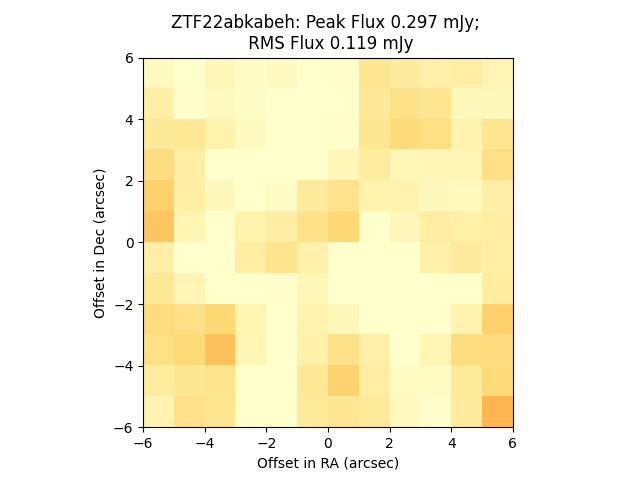 ZTF22abkabeh: Peak Flux 0.297 mJy;
RMS Flux 0.119 mJy
6
4
2
0
−2
−4
−6
Offset in Dec (arcsec)
−6 −4 −2 0 2 4 6
Offset in RA (arcsec)